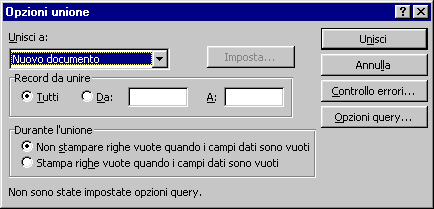 Opzioni unione
Unisci a:
Nuovo documento
Imposta...
Unisci
Annulla
Controllo errori...
Opzioni query...
Record da unire
Tutti Da: A:
Durante l'unione
Non stampare righe vuote quando i campi dati sono vuoti
Stampa righe vuote quando i campi dati sono vuoti
Non sono state impostate opzioni query.